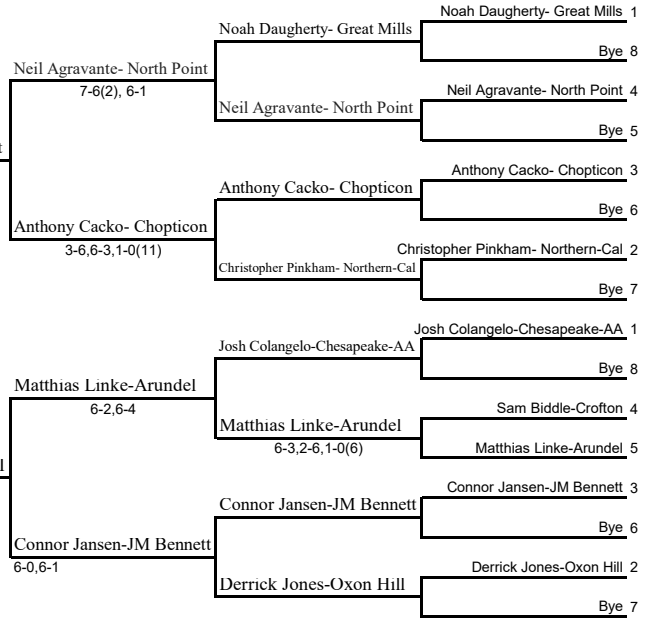 Noah Daugherty- Great Mills 1
Noah Daugherty- Great Mills
Bye 8
Neil Agravante- North Point
7-6(2), 6-1
Neil Agravante- North Point 4
Neil Agravante- North Point
Bye 5
t
Anthony Cacko- Chopticon 3
Anthony Cacko- Chopticon
Bye 6
Anthony Cacko- Chopticon
3-6,6-3,1-0(11)
Christopher Pinkham- Northern-Cal 2
Christopher Pinkham- Northern-Cal
Bye 7
Josh Colangelo-Chesapeake-AA 1
Josh Colangelo-Chesapeake-AA
Bye 8
Matthias Linke-Arundel
6-2,6-4
Sam Biddle-Crofton 4
Matthias Linke-Arundel
6-3,2-6,1-0(6)
Matthias Linke-Arundel 5
l
Connor Jansen-JM Bennett 3
Connor Jansen-JM Bennett
Bye 6
Connor Jansen-JM Bennett
6-0,6-1
Derrick Jones-Oxon Hill 2
Derrick Jones-Oxon Hill
Bye 7